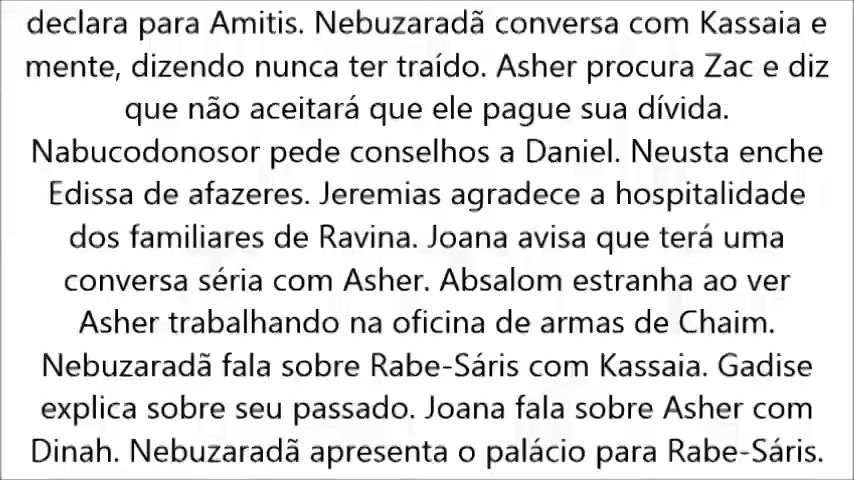 declara para Amitis. Nebuzaradã conversa com Kassaia e
mente, dizendo nunca ter traído. Asher procura Zac e diz
que não aceitará que ele pague sua dívida.
Nabucodonosor pede conselhos a Daniel. Neusta enche
Edissa de afazeres. Jeremias agradece a hospitalidade
dos familiares de Ravina. Joana avisa que terá uma
conversa séria com Asher. Absalom estranha ao ver
Asher trabalhando na oficina de armas de Chaim.
Nebuzaradã fala sobre Rabe-Sáris com Kassaia. Gadise
explica sobre seu passado. Joana fala sobre Asher com
Dinah. Nebuzaradã apresenta o palácio para Rabe-Sáris.